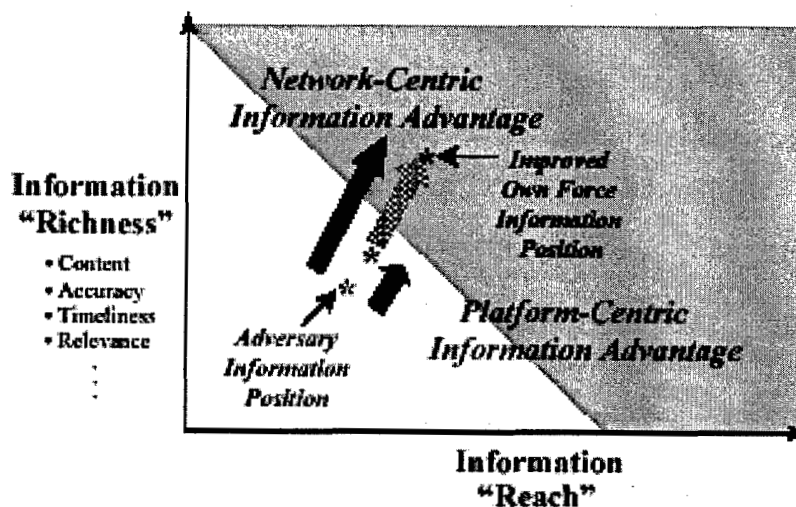 Network-Centric
Information Advantage
Improved
Own Force
Information
Position
Information
“Richness”
• Content
• Accuracy
• Timeliness
• Relevance
Platform-Centric
Information Advantage
Adversary
Information
Position
Information
“Reach”